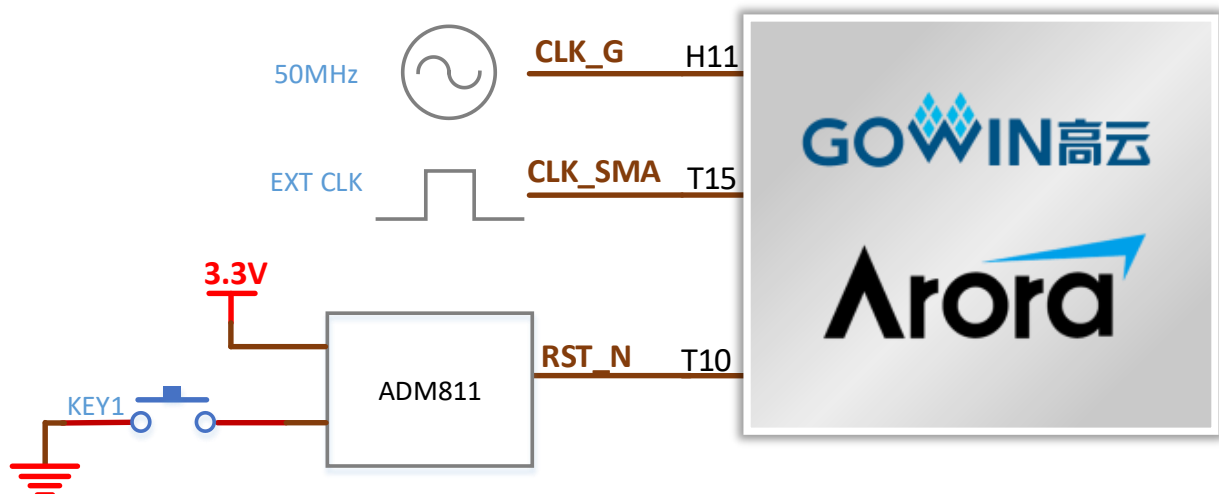 50MHz
CLK_G
H11
EXT CLK
CLK_SMA
T15
GOWIN高云
Arora
3.3V
ADM811
RST_N
T10
KEY1